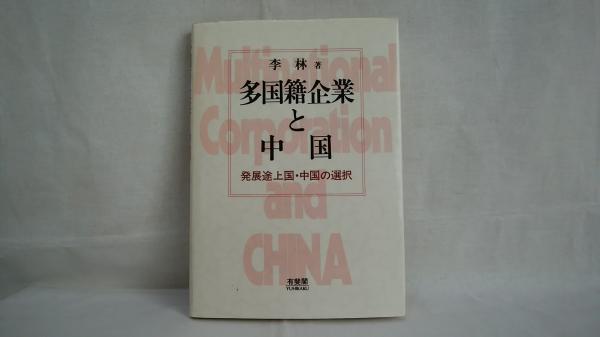 李林 著
Multinational
多国籍企業
Corporation
と
中国
発展途上国・中国の選択
and
CHINA
有斐閣
YUHIKAKU